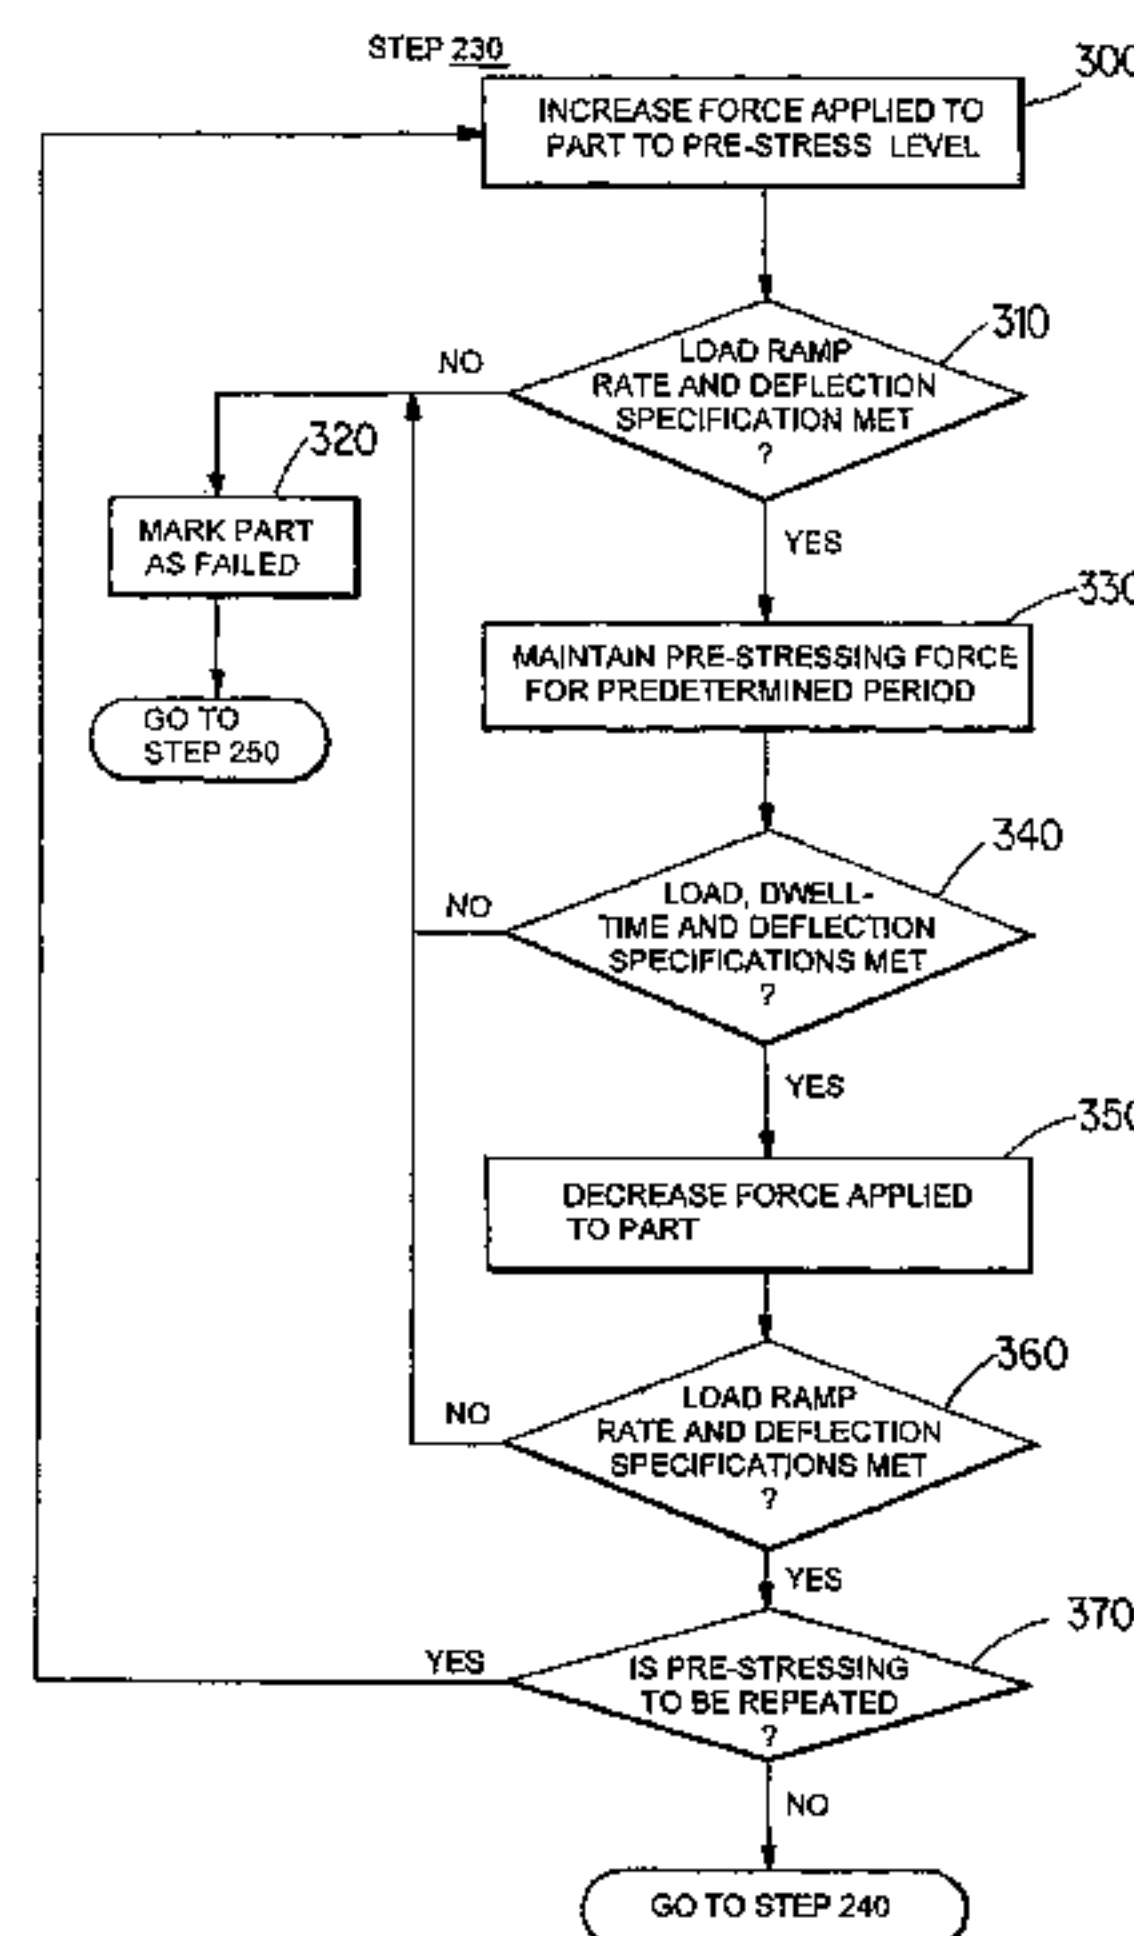 STEP 230
300
INCREASE FORCE APPLIED TO
PART TO PRE-STRESS LEVEL
310
LOAD RAMP
RATE AND DEFLECTION
SPECIFICATION MET
?
NO
YES
320
MARK PART
AS FAILED
GO TO
STEP 250
330
MAINTAIN PRE-STRESSING FORCE
FOR PREDETERMINED PERIOD
340
LOAD, DWELL-
TIME AND DEFLECTION
SPECIFICATIONS MET
?
NO
YES
350
DECREASE FORCE APPLIED
TO PART
360
LOAD RAMP
RATE AND DEFLECTION
SPECIFICATIONS MET
?
NO
YES
370
IS PRE-STRESSING
TO BE REPEATED
?
YES
NO
GO TO STEP 240